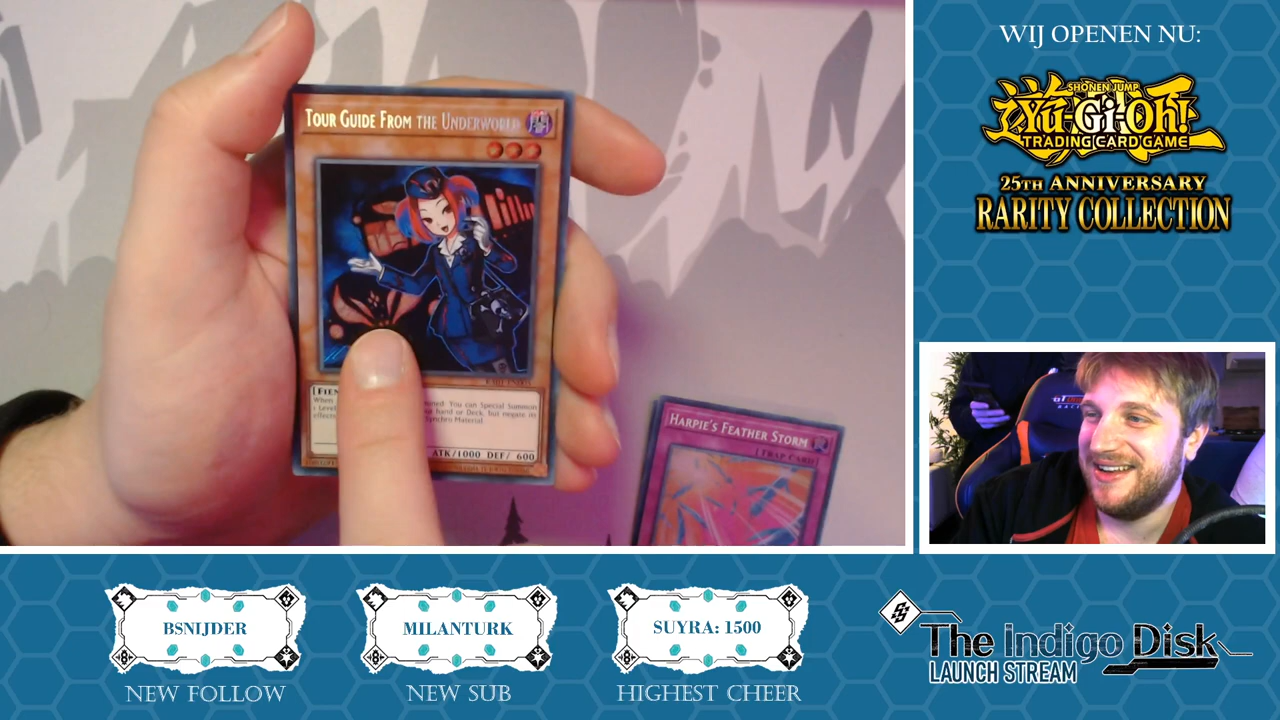 TOUR GUIDE FROM THE UNDERWORLD
ATK/1000 DEF/ 600
HARPIE'S FEATHER STORM
[TRAP CARD]
WIJ OPENEN NU:
SHONEN JUMP
Yu-Gi-Oh!
TRADING CARD GAME
25TH ANNIVERSARY
RARITY COLLECTION
BSNIJDER
NEW FOLLOW
MILANTURK
NEW SUB
SUYRA: 1500
HIGHEST CHEER
The Indigo Disk
LAUNCH STREAM